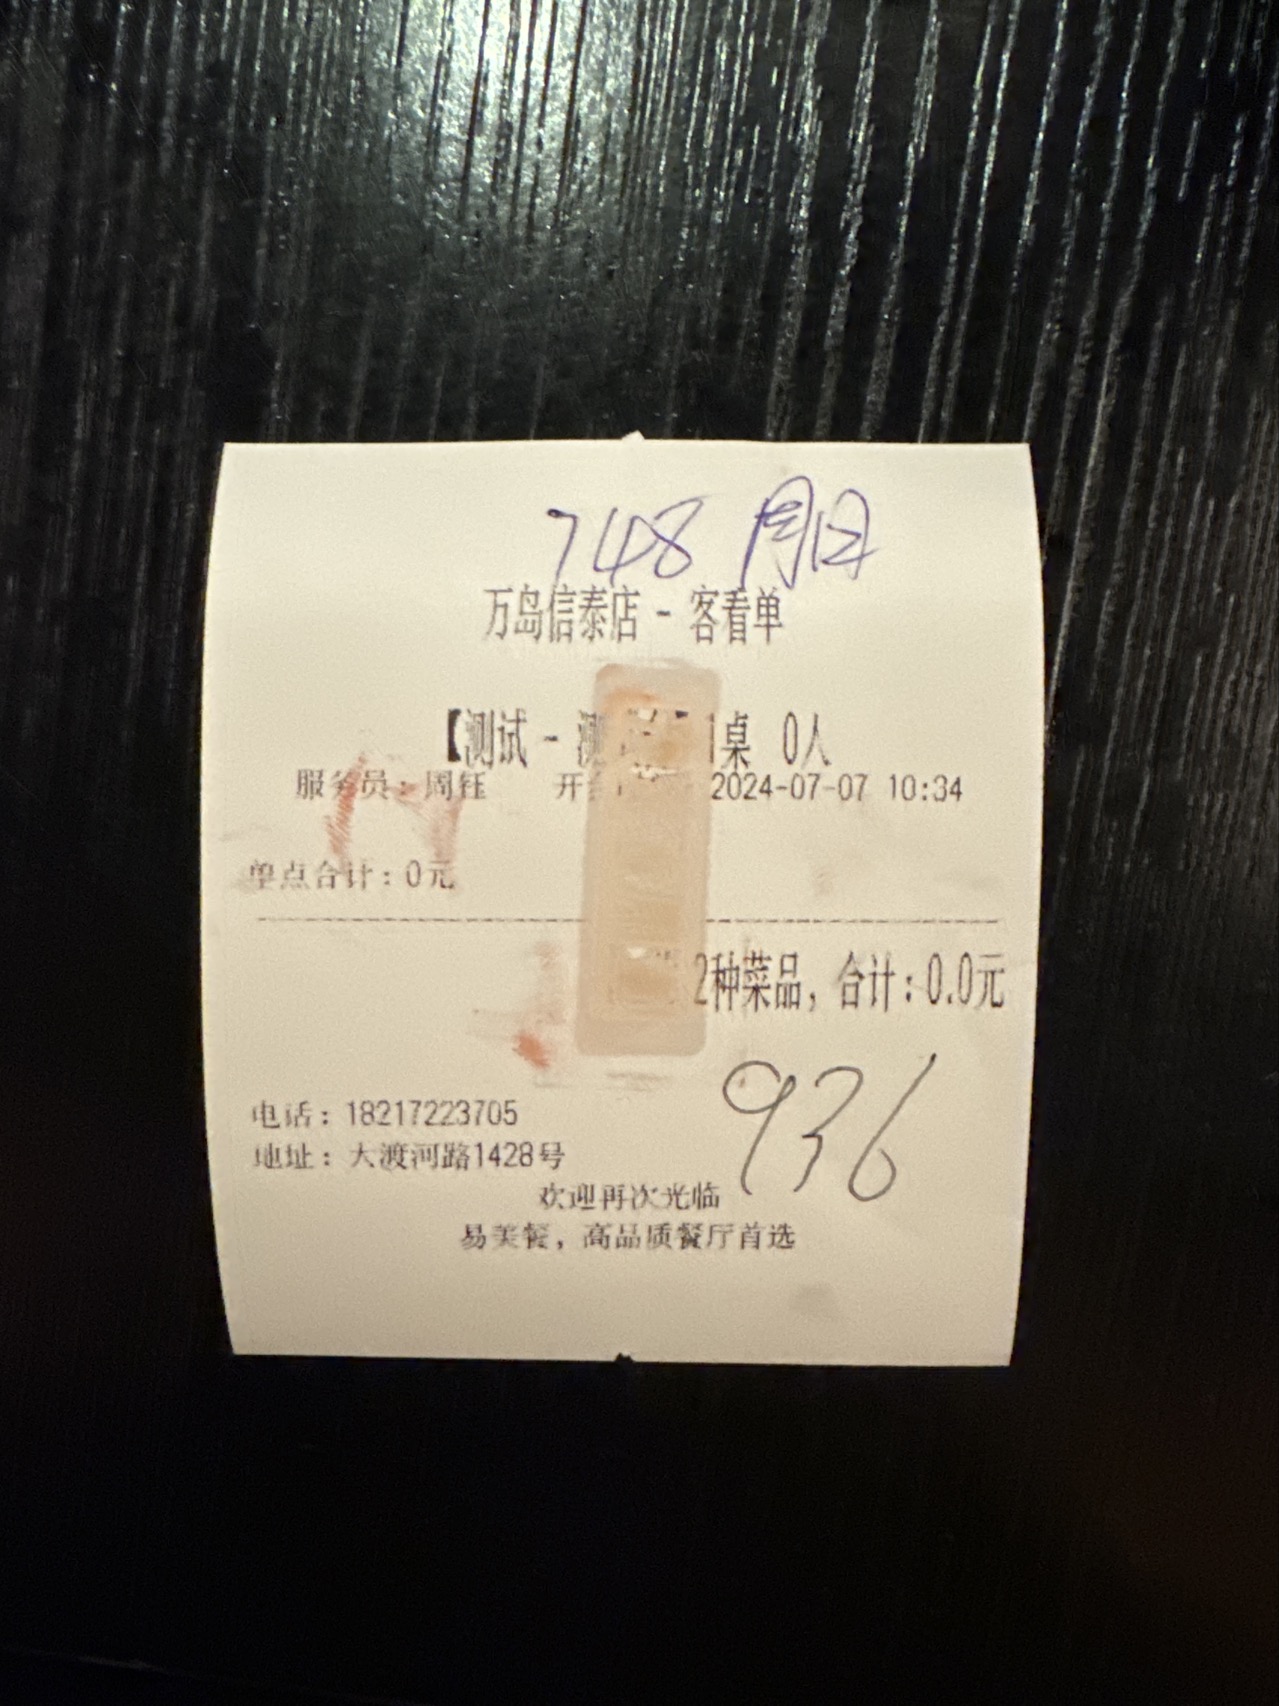 748 周日
万岛信泰店 - 客看单
【测试 - 测 1桌 0人
服务员：周钰 开 2024-07-07 10:34
单点合计：0元
2种菜品，合计：0.0元
936
电话：18217223705
地址：大渡河路1428号
欢迎再次光临
易美餐，高品质餐厅首选